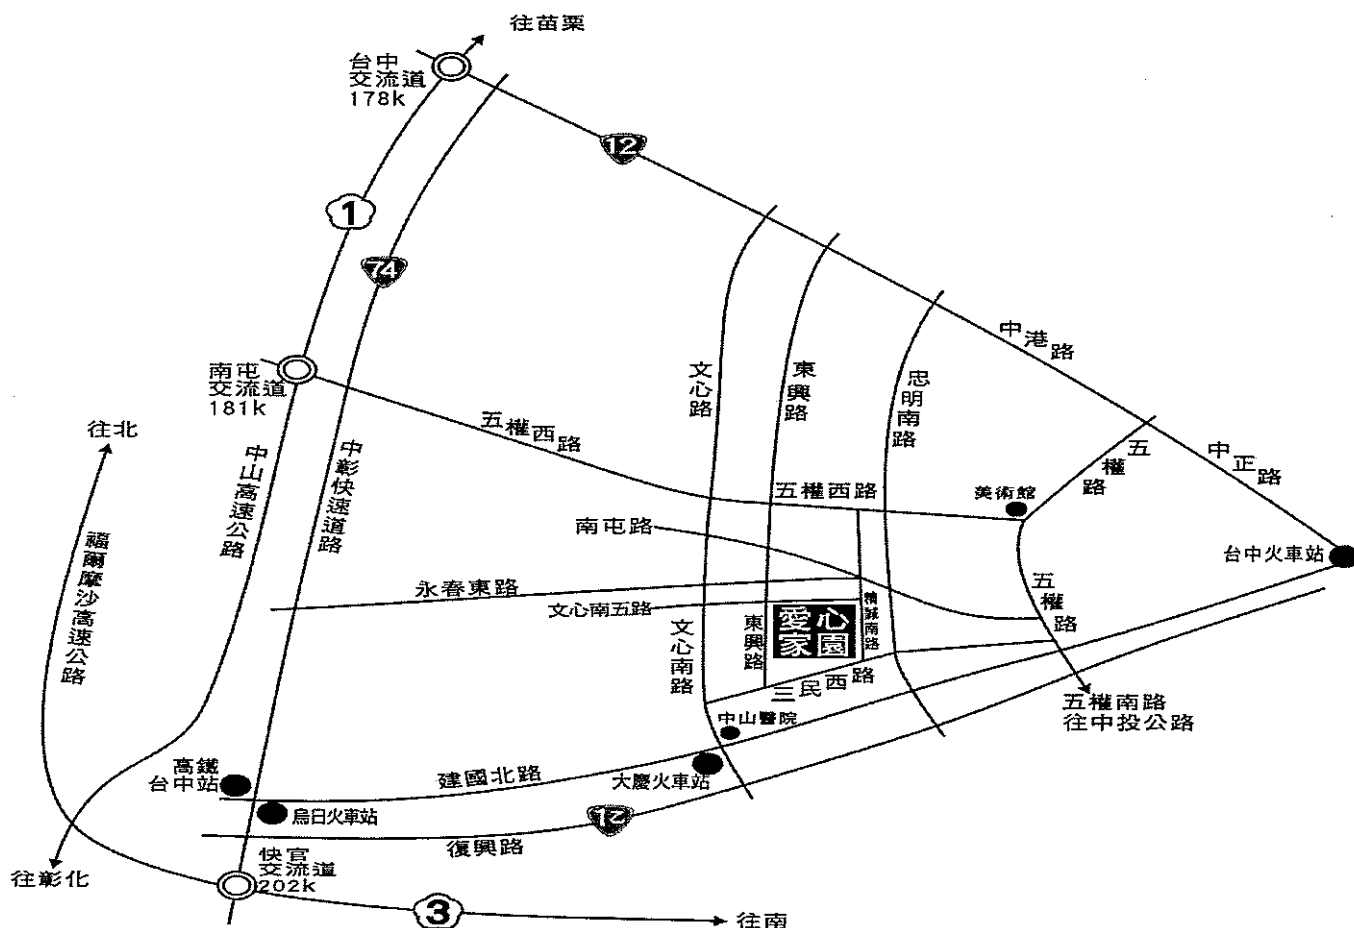 往苗栗
台中
交流道
178k
12
1
74
中港路
南屯
交流道
181k
文心路
東興路
忠明南路
往北
五權西路
五權路
中正路
中山高速公路
中彰快速道路
五權西路
美術館
南屯路
台中火車站
福爾摩沙高速公路
永春東路
五權路
文心南五路
精誠南路
愛心
家園
文心南路
東興路
三民西路
五權南路
往中投公路
中山醫院
高鐵
台中站
建國北路
大慶火車站
烏日火車站
復興路
往彰化
快官
交流道
202k
3
往南